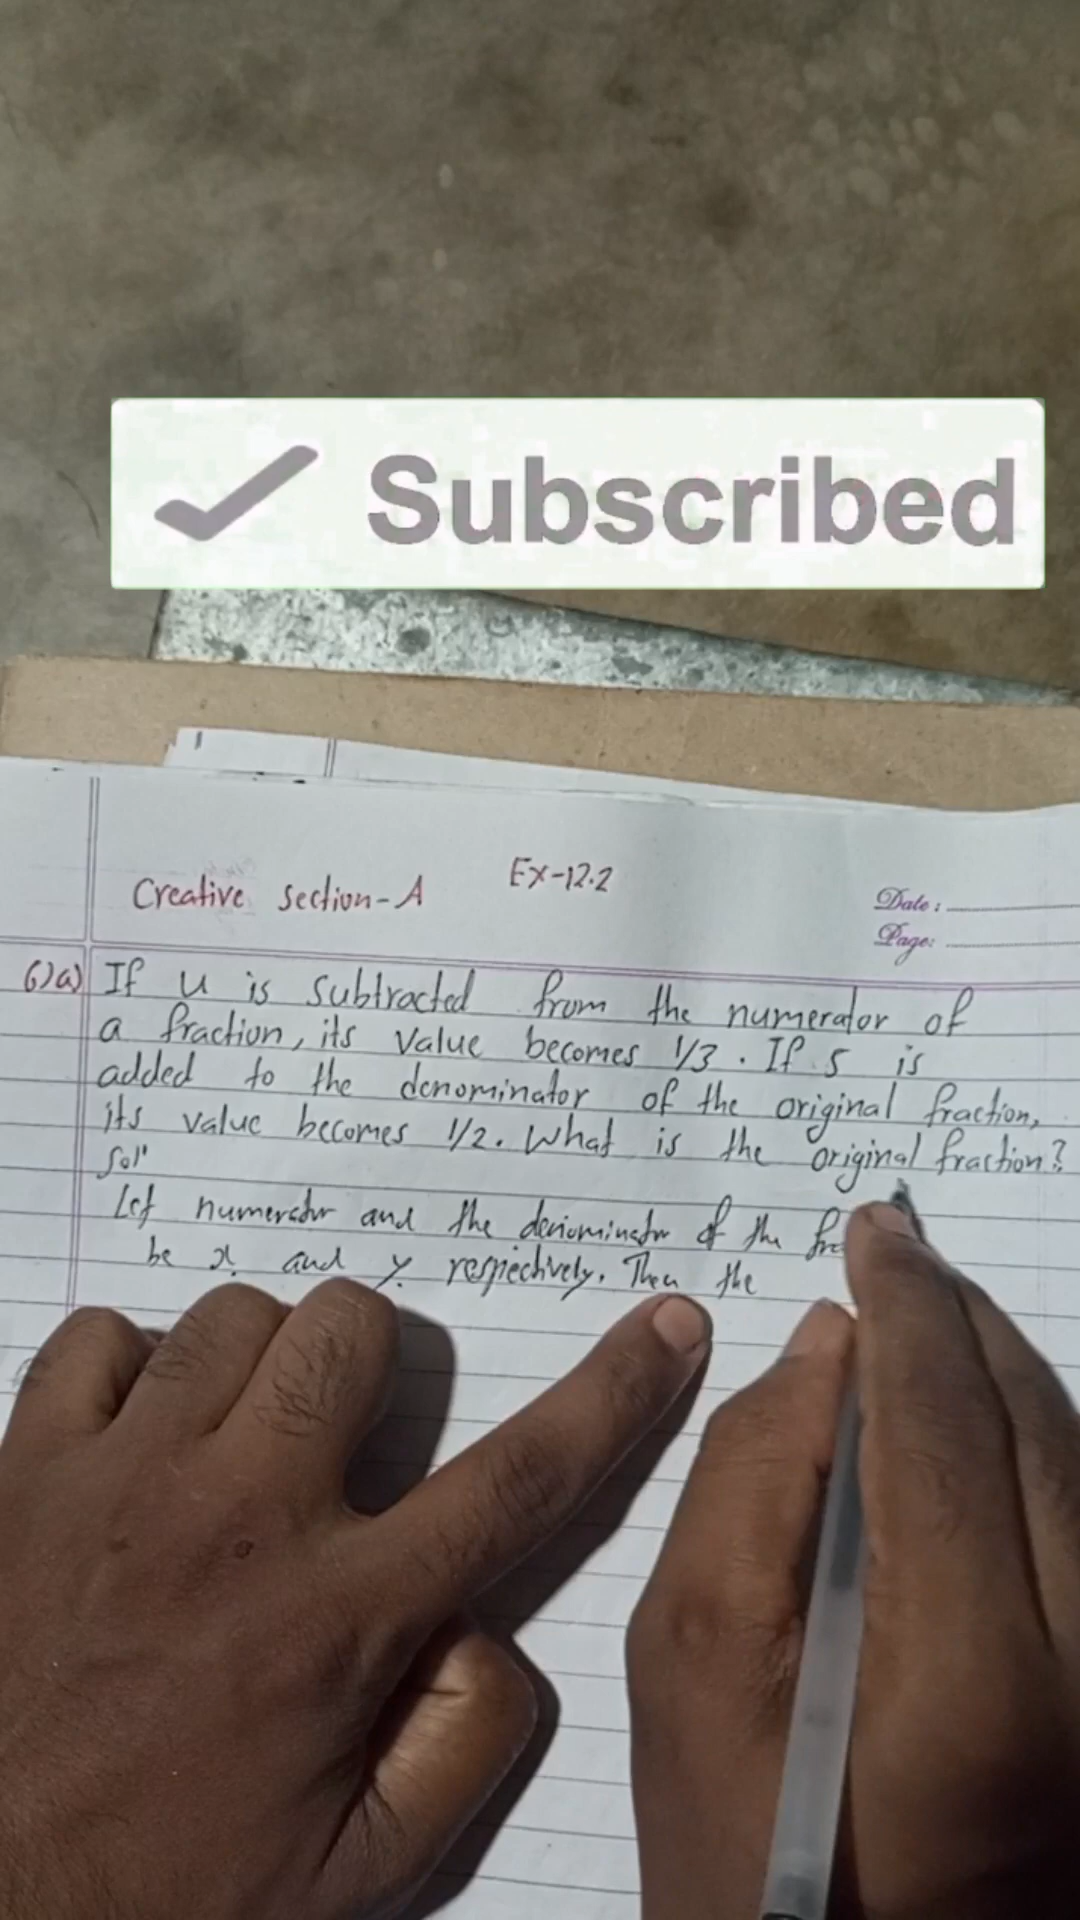 Subscribed
Creative section-A Ex-12.2
Date:
Page:
6)a) If u is subtracted from the numerator of
a fraction, its value becomes 1/3. If 5 is
added to the denominator of the original fraction,
its value becomes 1/2. What is the original fraction?
Sol"
Let numerator and the denominator of the
be x and y respectively. Then the